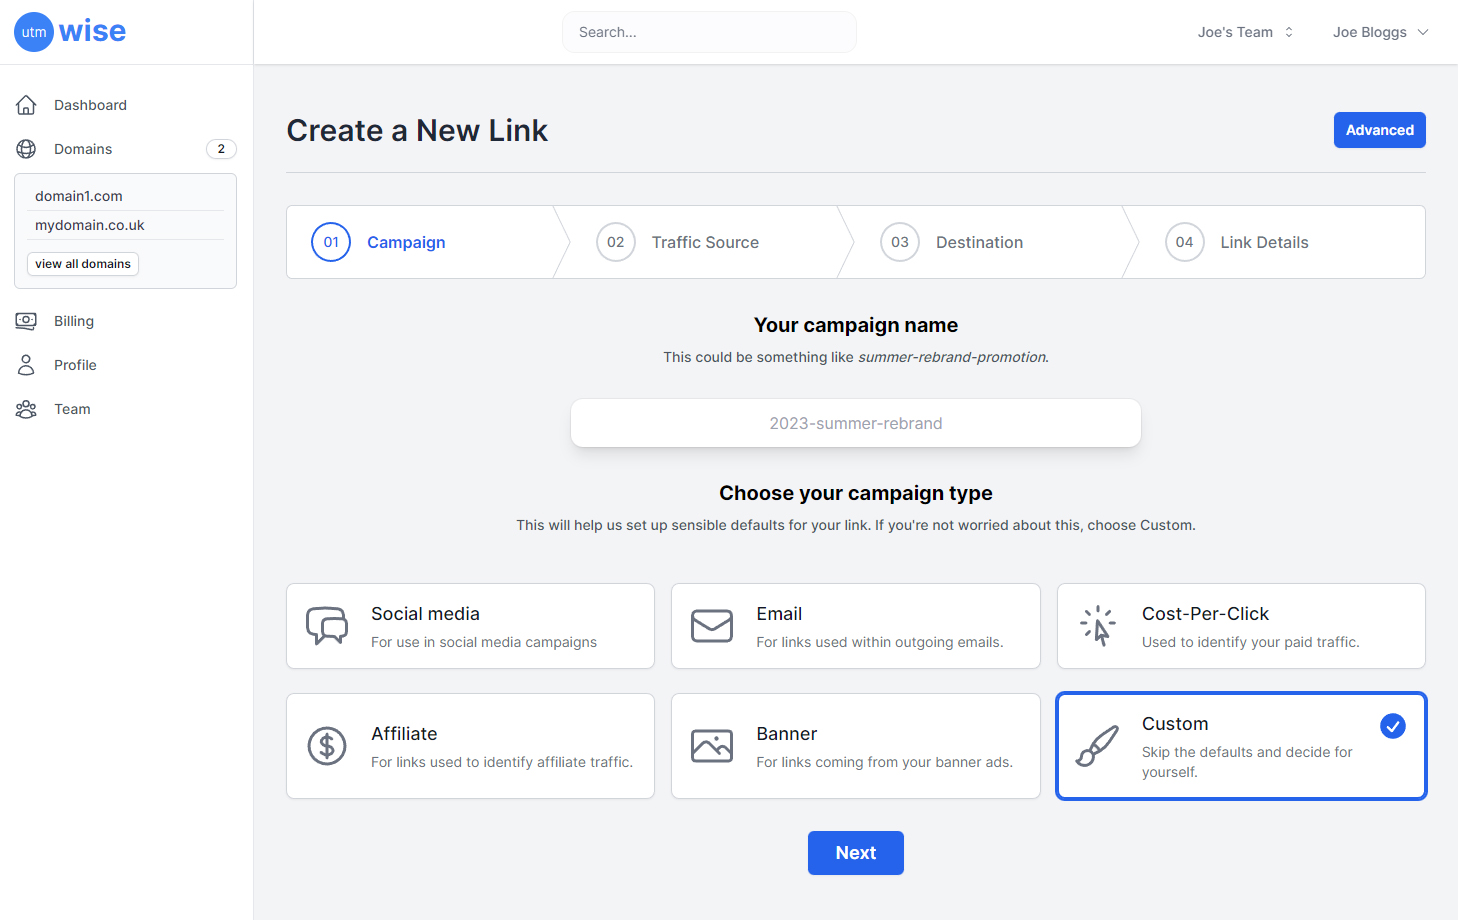 utm wise
Search...
Joe's Team
Joe Bloggs
Dashboard
Domains
2
domain1.com
mydomain.co.uk
view all domains
Billing
Profile
Team
Create a New Link
Advanced
01 Campaign
02 Traffic Source
03 Destination
04 Link Details
Your campaign name
This could be something like summer-rebrand-promotion.
2023-summer-rebrand
Choose your campaign type
This will help us set up sensible defaults for your link. If you're not worried about this, choose Custom.
Social media
For use in social media campaigns
Email
For links used within outgoing emails.
Cost-Per-Click
Used to identify your paid traffic.
Affiliate
For links used to identify affiliate traffic.
Banner
For links coming from your banner ads.
Custom
Skip the defaults and decide for
yourself.
Next